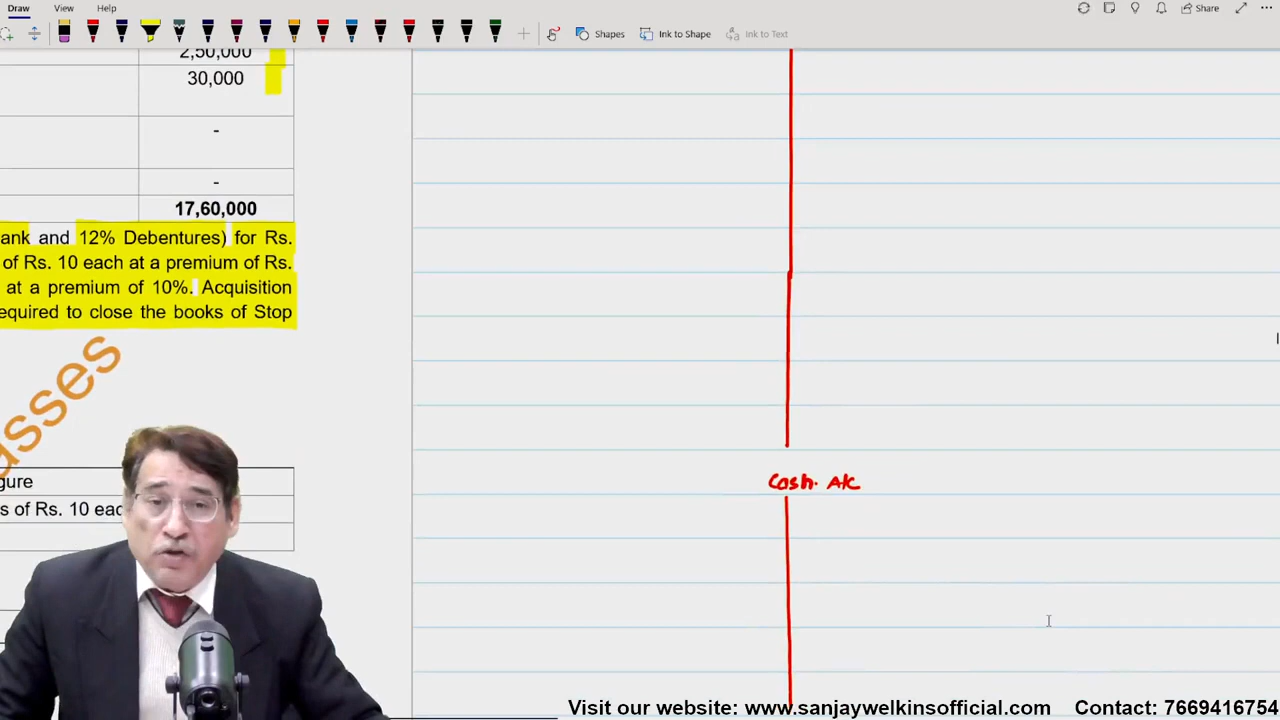 Draw View Help
Share
Shapes Ink to Shape Ink to Text
2,50,000
30,000
-
-
17,60,000
ank and 12% Debentures) for Rs.
of Rs. 10 each at a premium of Rs.
at a premium of 10%. Acquisition
equired to close the books of Stop
asses
gure
s of Rs. 10 eac
Cash. A/C
Visit our website: www.sanjaywelkinsofficial.com Contact: 7669416754